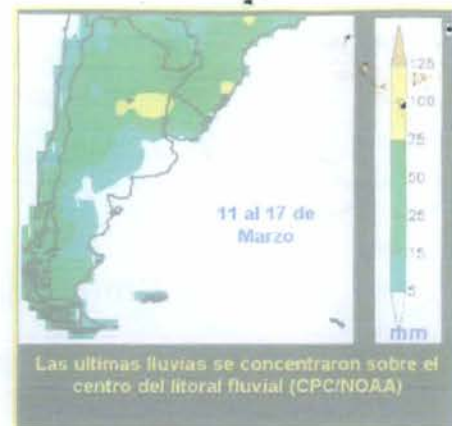 11 al 17 de
Marzo
125
100
75
50
25
15
5
mm
Las ultimas lluvias se concentraron sobre el
centro del litoral fluvial (CPC/NOAA)